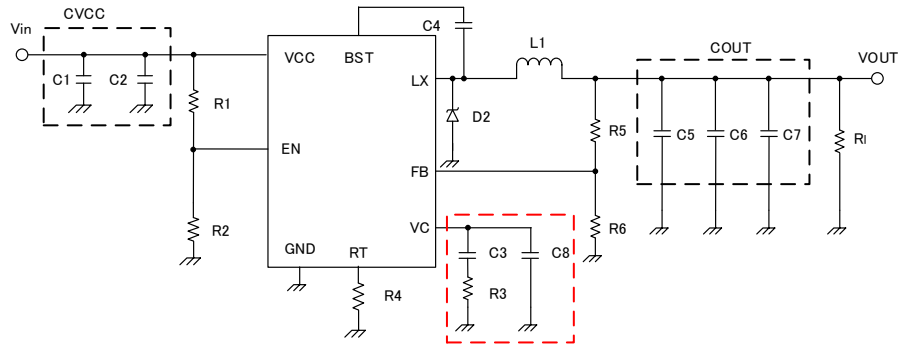 CVCC
Vin
C1
C2
R1
R2
VCC
BST
EN
GND
RT
LX
FB
VC
C4
L1
D2
R4
C3
C8
R3
R5
R6
COUT
C5
C6
C7
Rl
VOUT